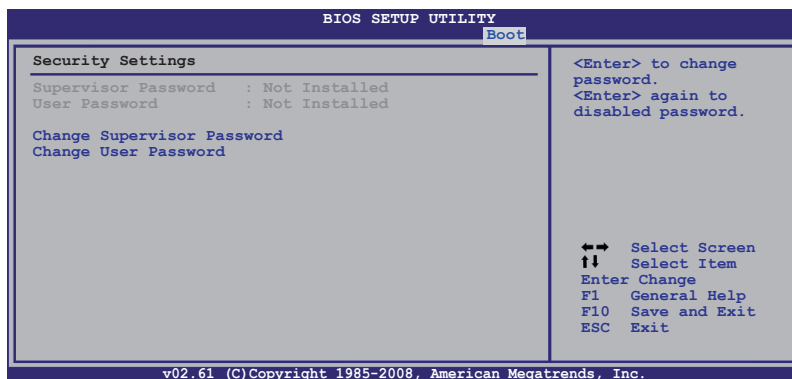 BIOS SETUP UTILITY
Boot
Security Settings
Supervisor Password : Not Installed
User Password : Not Installed
Change Supervisor Password
Change User Password
<Enter> to change
password.
<Enter> again to
disabled password.
←→ Select Screen
↑↓ Select Item
Enter Change
F1 General Help
F10 Save and Exit
ESC Exit
v02.61 (C)Copyright 1985-2008, American Megatrends, Inc.